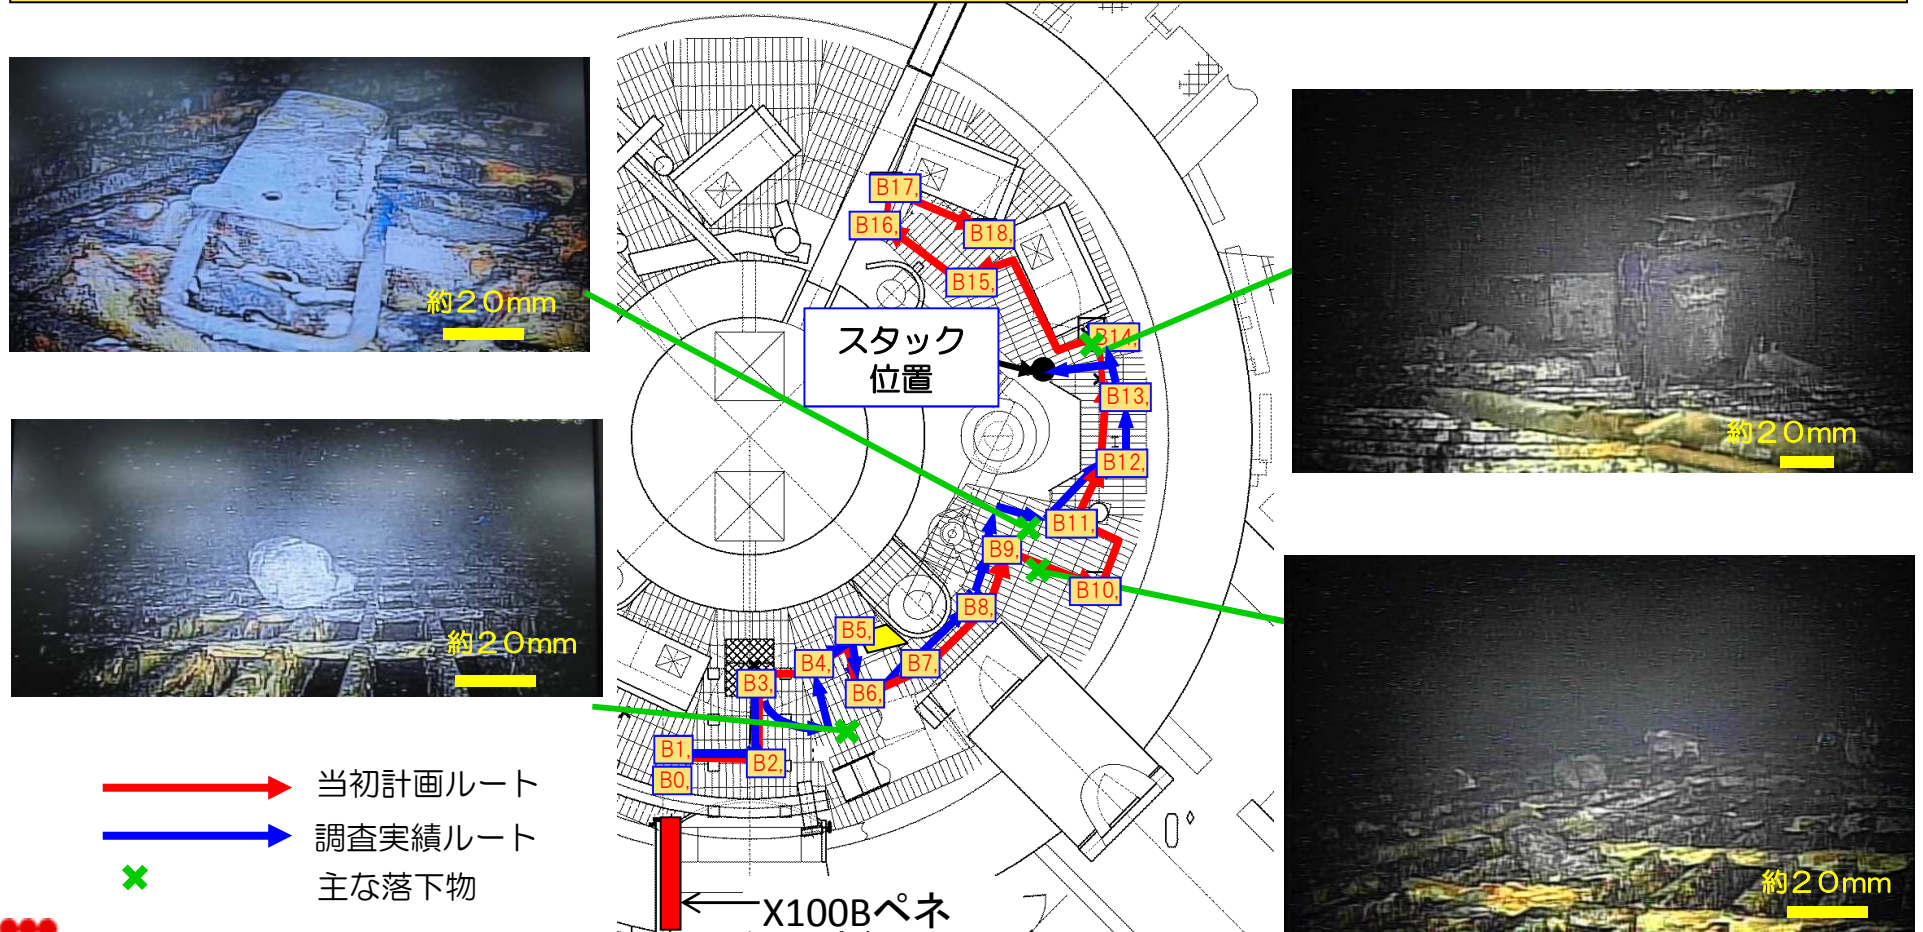 約20mm
約20mm
約20mm
約20mm
B17,
B16,
B18,
B15,
スタック
位置
B14,
B13,
B12,
B11,
B9,
B10,
B8,
B5,
B4,
B7,
B6,
B3,
B1,
B2,
B0,
当初計画ルート
調査実績ルート
主な落下物
X100Bペネ